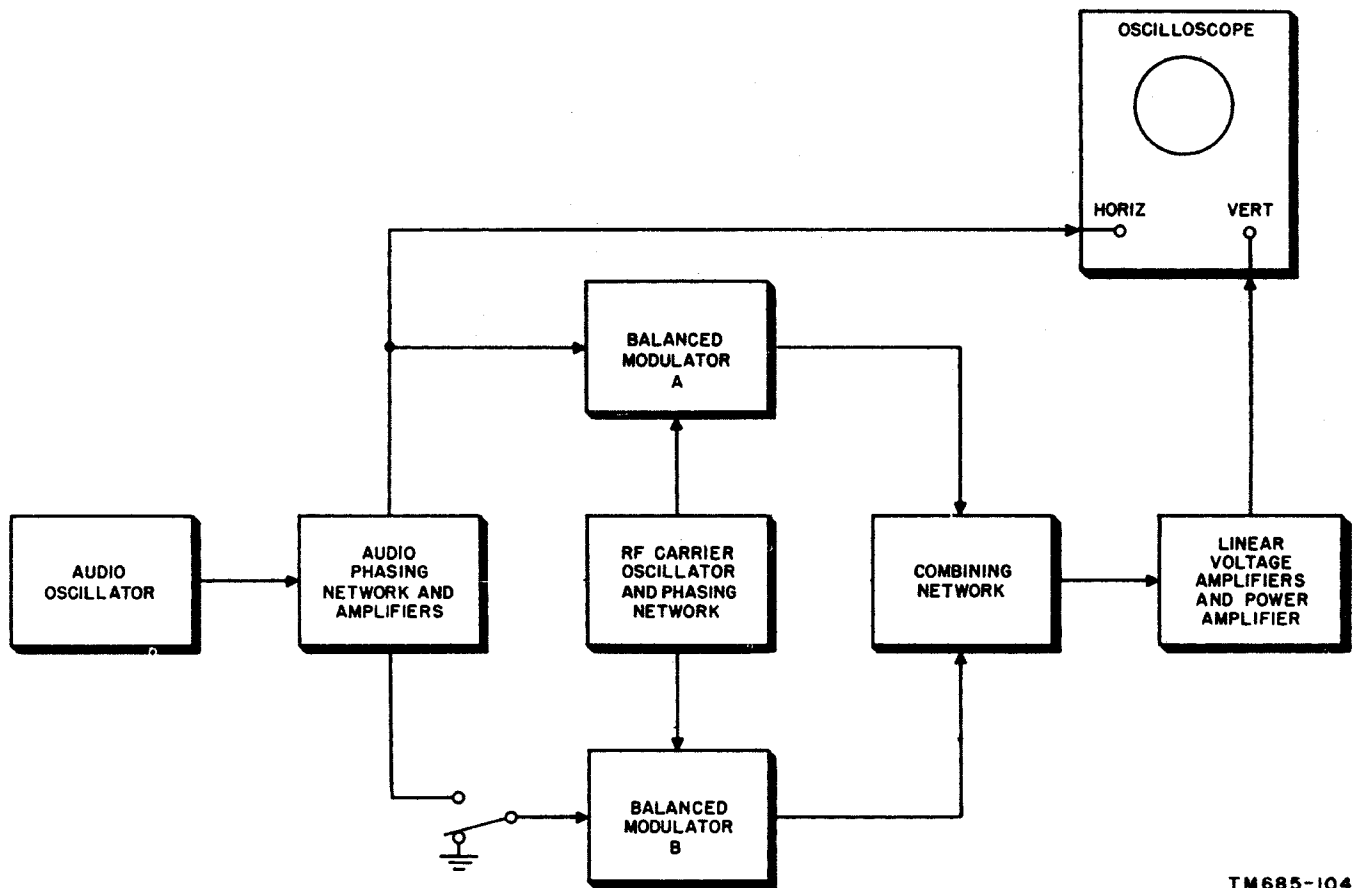 OSCILLOSCOPE
HORIZ
VERT
BALANCED
MODULATOR
A
AUDIO
OSCILLATOR
AUDIO
PHASING
NETWORK AND
AMPLIFIERS
RF CARRIER
OSCILLATOR
AND PHASING
NETWORK
COMBINING
NETWORK
LINEAR
VOLTAGE
AMPLIFIERS
AND POWER
AMPLIFIER
BALANCED
MODULATOR
B
TM685-104